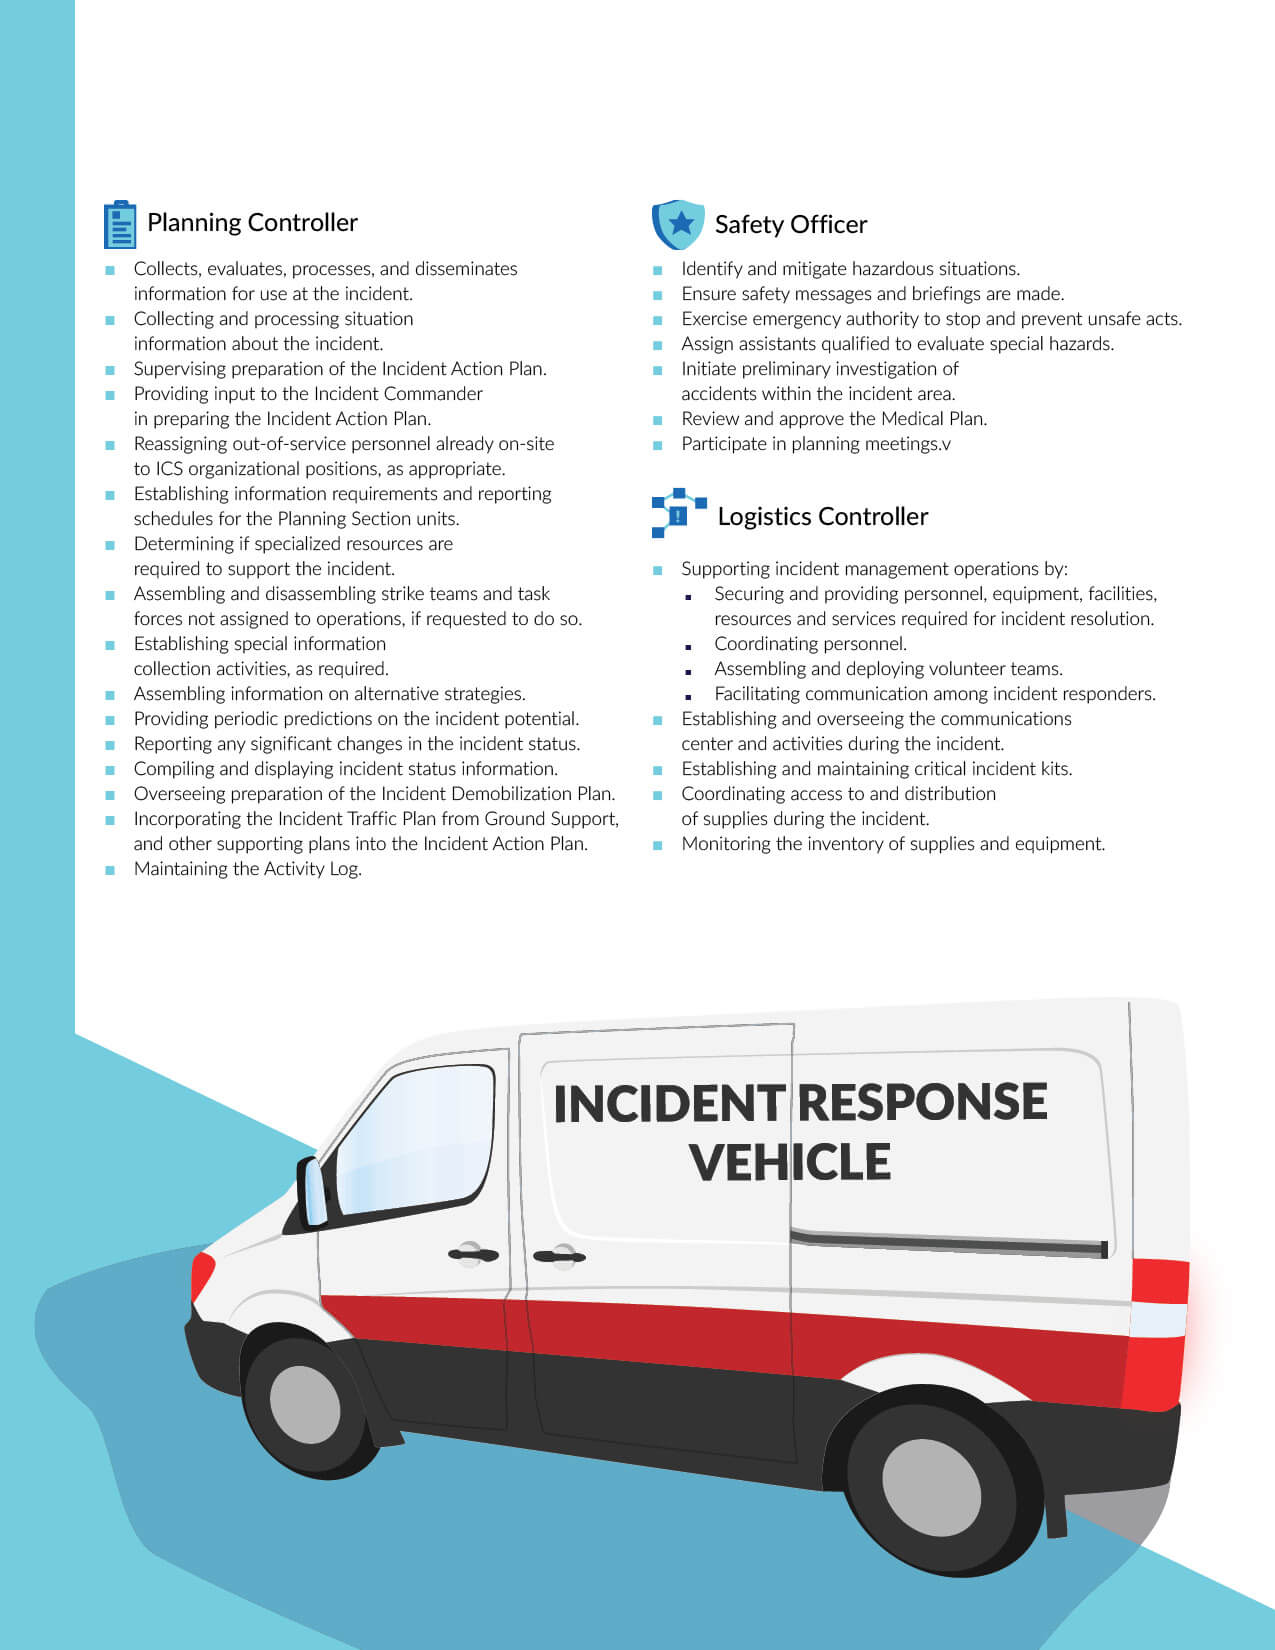 Planning Controller
Collects, evaluates, processes, and disseminates
information for use at the incident.
Collecting and processing situation
information about the incident.
Supervising preparation of the Incident Action Plan.
Providing input to the Incident Commander
in preparing the Incident Action Plan.
Reassigning out-of-service personnel already on-site
to ICS organizational positions, as appropriate.
Establishing information requirements and reporting
schedules for the Planning Section units.
Determining if specialized resources are
required to support the incident.
Assembling and disassembling strike teams and task
forces not assigned to operations, if requested to do so.
Establishing special information
collection activities, as required.
Assembling information on alternative strategies.
Providing periodic predictions on the incident potential.
Reporting any significant changes in the incident status.
Compiling and displaying incident status information.
Overseeing preparation of the Incident Demobilization Plan.
Incorporating the Incident Traffic Plan from Ground Support,
and other supporting plans into the Incident Action Plan.
Maintaining the Activity Log.
Safety Officer
Identify and mitigate hazardous situations.
Ensure safety messages and briefings are made.
Exercise emergency authority to stop and prevent unsafe acts.
Assign assistants qualified to evaluate special hazards.
Initiate preliminary investigation of
accidents within the incident area.
Review and approve the Medical Plan.
Participate in planning meetings.v
Logistics Controller
Supporting incident management operations by:
Securing and providing personnel, equipment, facilities,
resources and services required for incident resolution.
Coordinating personnel.
Assembling and deploying volunteer teams.
Facilitating communication among incident responders.
Establishing and overseeing the communications
center and activities during the incident.
Establishing and maintaining critical incident kits.
Coordinating access to and distribution
of supplies during the incident.
Monitoring the inventory of supplies and equipment.
INCIDENT RESPONSE
VEHICLE